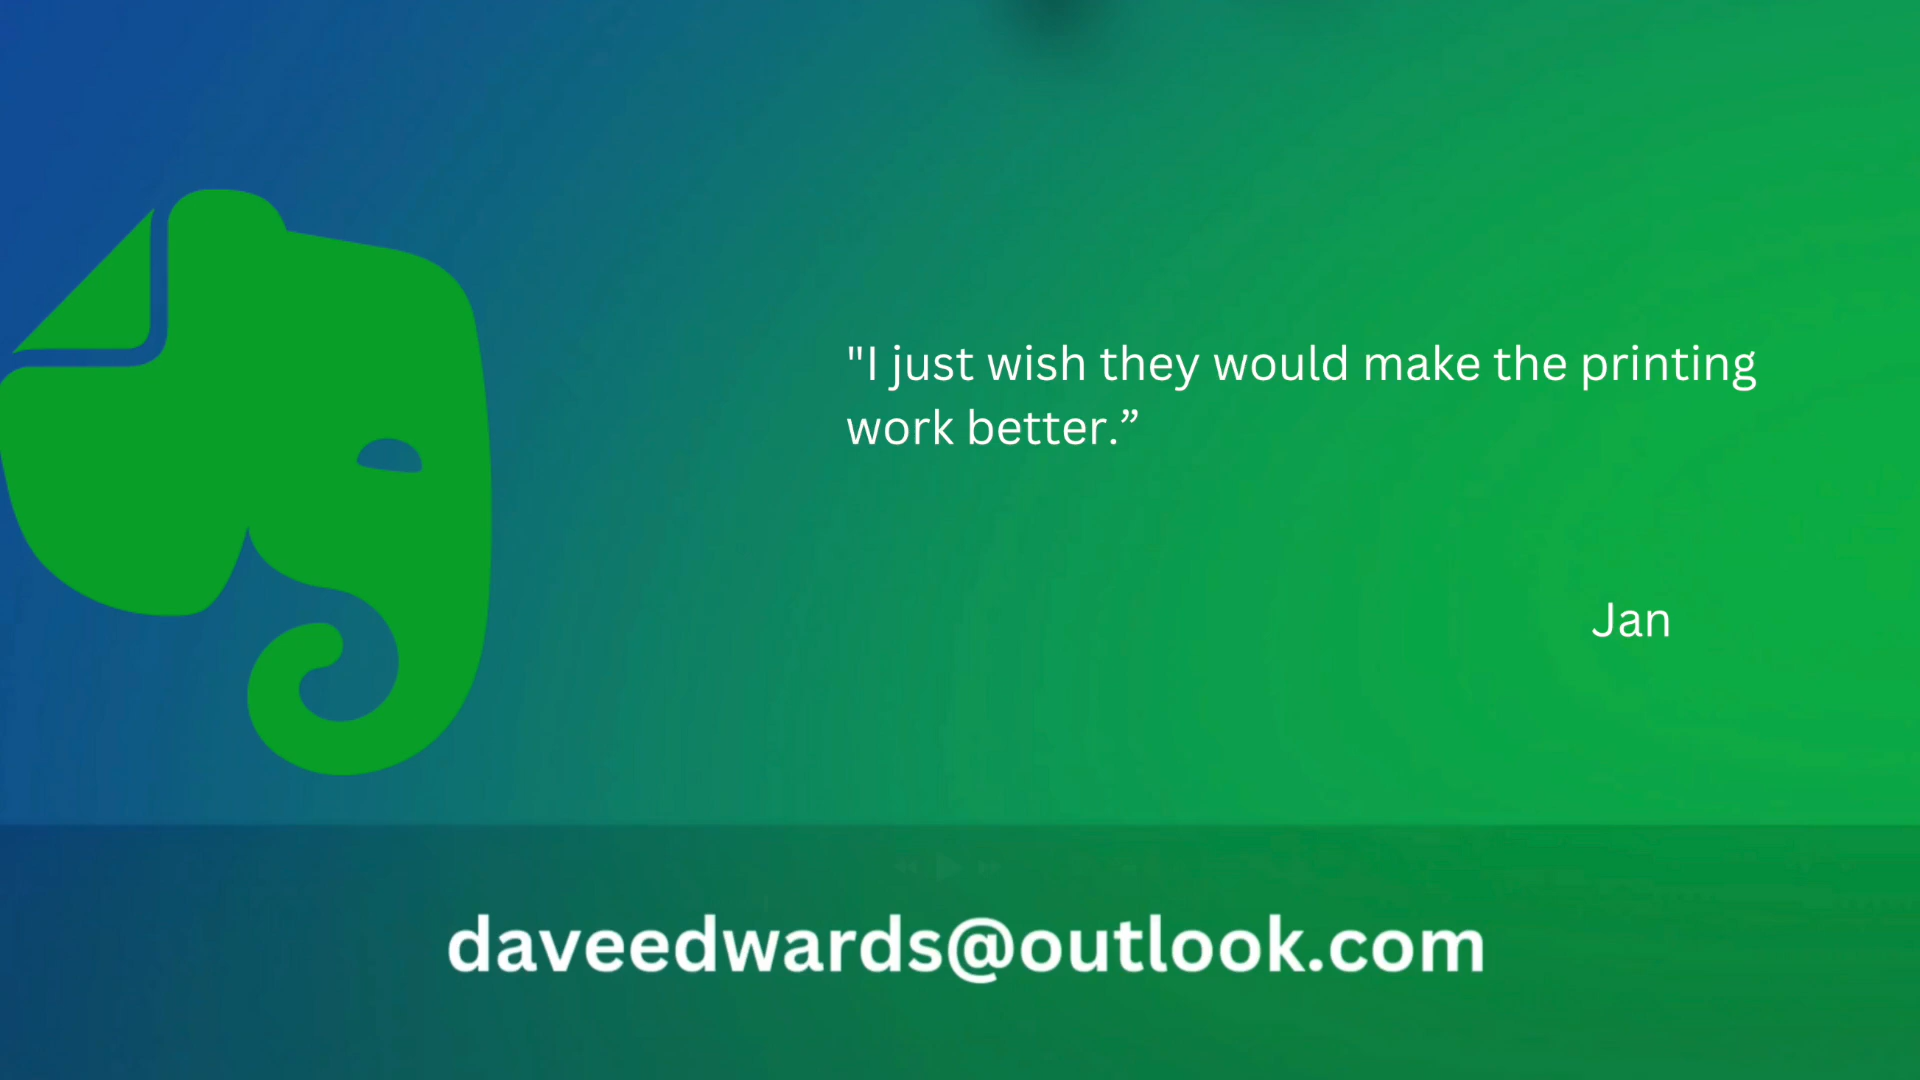 "I just wish they would make the printing
work better.”
Jan
daveedwards@outlook.com